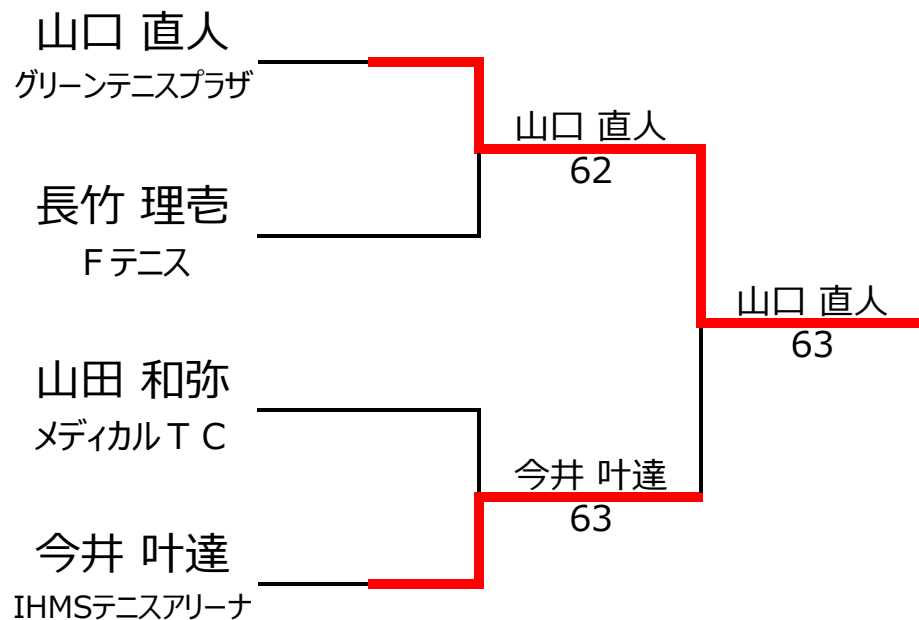 山口 直人
グリーンテニスプラザ
山口 直人
62
長竹 理壱
Fテニス
山口 直人
63
山田 和弥
メディカルTC
今井 叶達
63
今井 叶達
IHMSテニスアリーナ